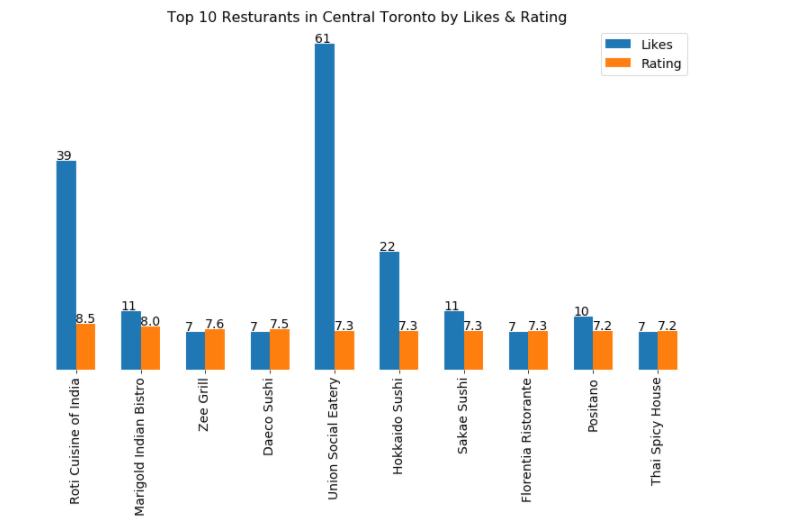 Top 10 Resturants in Central Toronto by Likes & Rating
Likes
Rating
61
39
22
11
8.5
11
8.0
7
7.6
7
7.5
7.3
7.3
7.3
7
7.3
10
7.2
7
7.2
Roti Cuisine of India
Marigold Indian Bistro
Zee Grill
Daeco Sushi
Union Social Eatery
Hokkaido Sushi
Sakae Sushi
Florentia Ristorante
Positano
Thai Spicy House